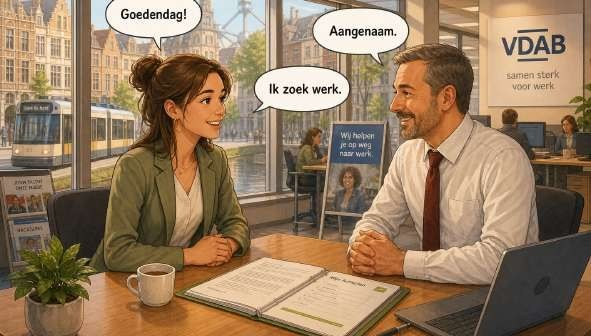 Goedendag!
Aangenaam.
Ik zoek werk.
VDAB
samen sterk
voor werk
Wij helpen
je op weg
naar werk.